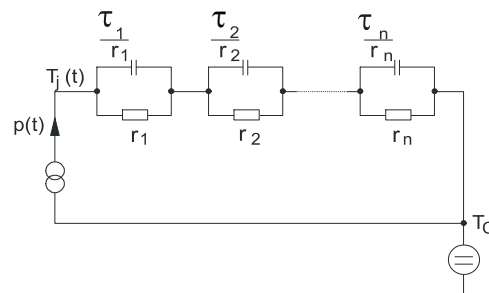 τ1 τ2 τn
r1 r2 rn
Tj (t)
p(t)
r1 r2 rn